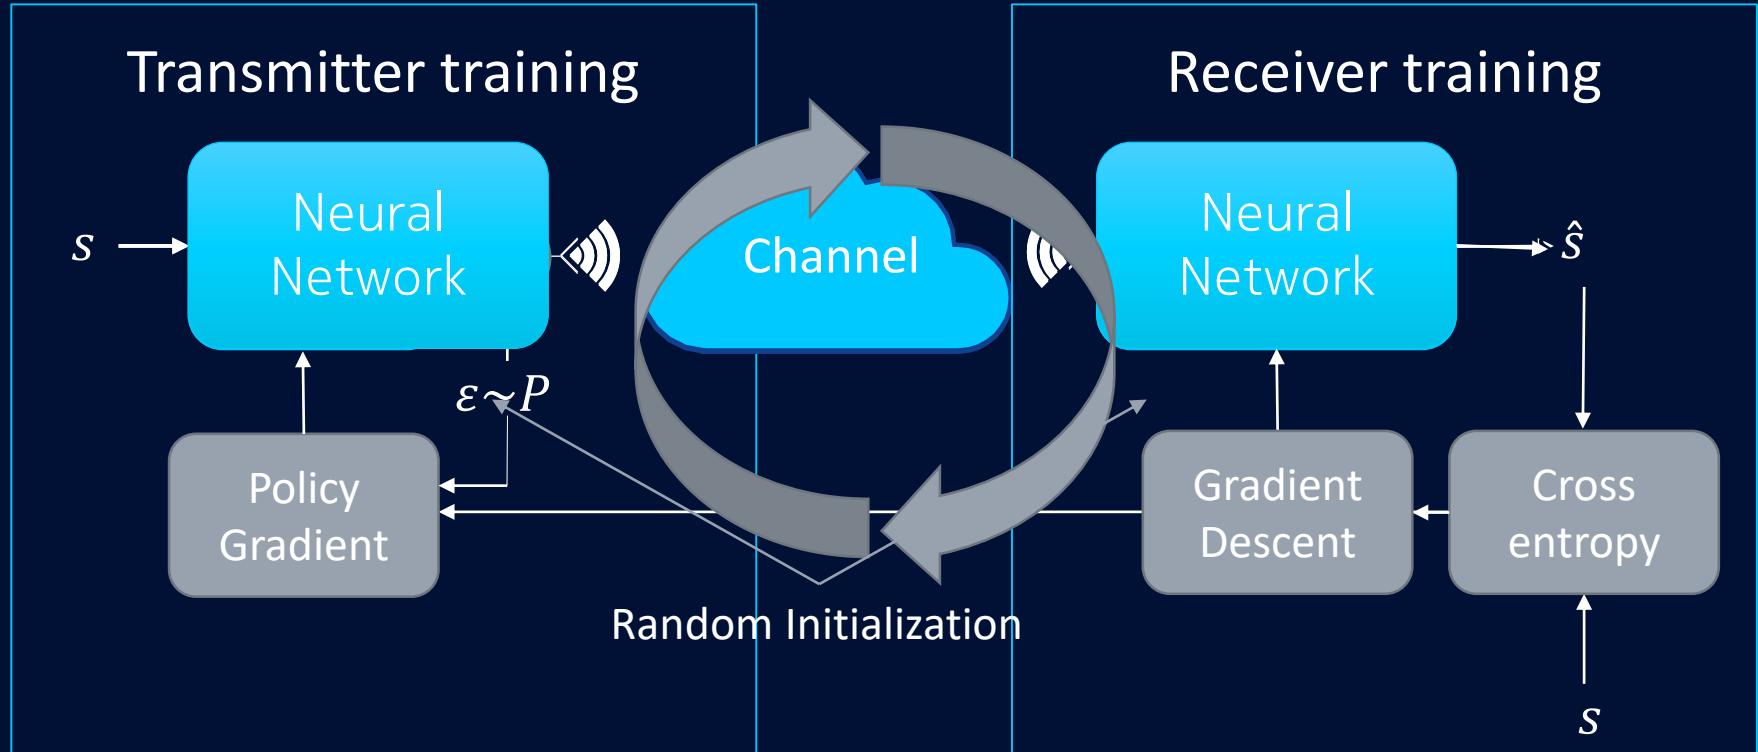 Transmitter training
Receiver training
Neural
Network
Channel
Neural
Network
s
ŝ
ε~P
Policy
Gradient
Gradient
Descent
Cross
entropy
Random Initialization
s